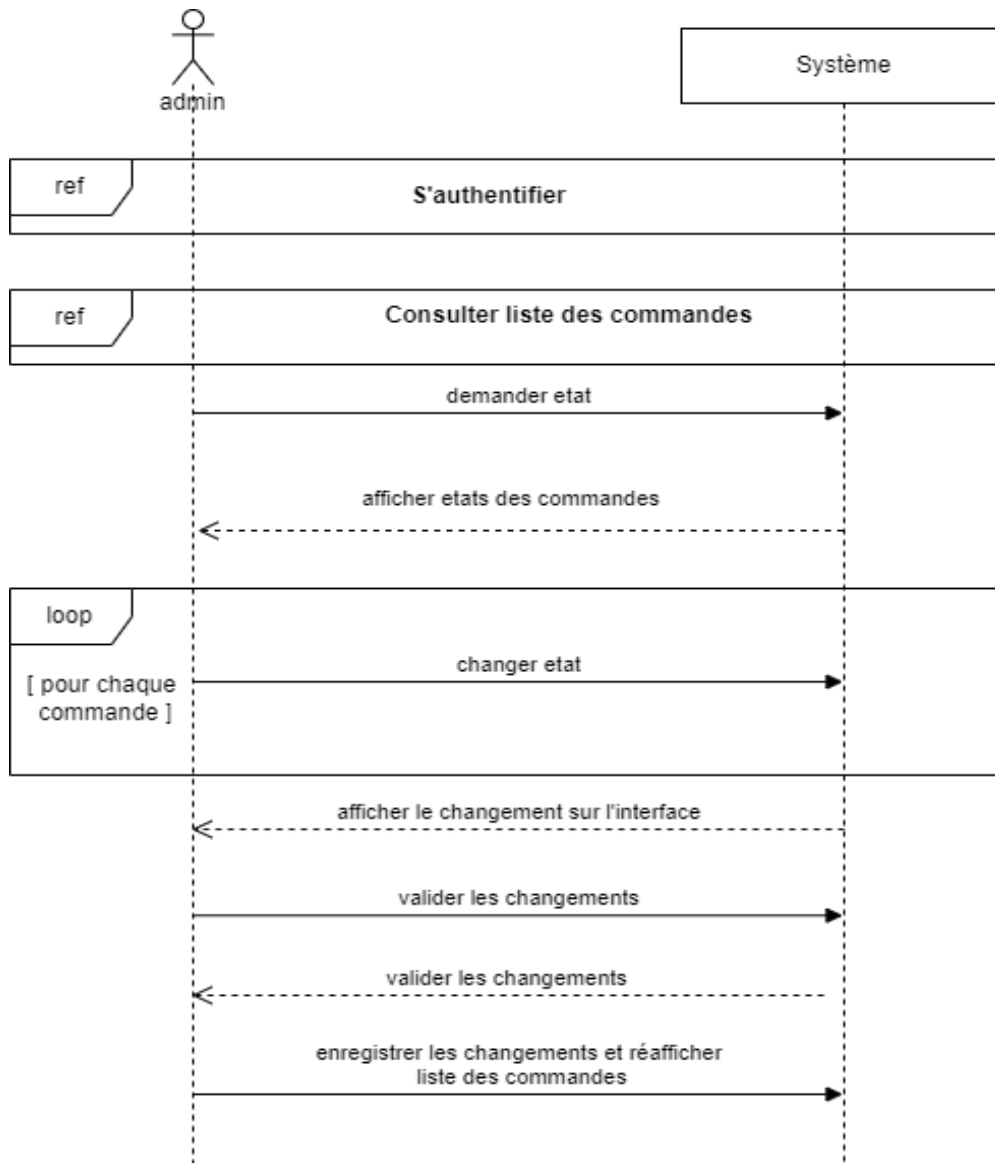 admin
Système
ref
S'authentifier
ref
Consulter liste des commandes
demander etat
afficher etats des commandes
loop
[ pour chaque
commande ]
changer etat
afficher le changement sur l'interface
valider les changements
valider les changements
enregistrer les changements et réafficher
liste des commandes